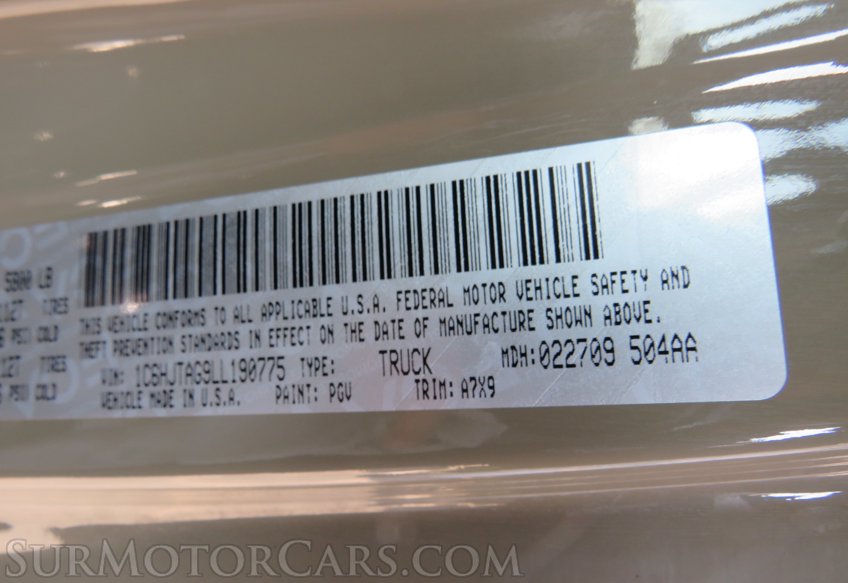 5800 LB
TIRES
PSI COLD
TIRES
PSI COLD
THIS VEHICLE CONFORMS TO ALL APPLICABLE U.S.A. FEDERAL MOTOR VEHICLE SAFETY AND
THEFT PREVENTION STANDARDS IN EFFECT ON THE DATE OF MANUFACTURE SHOWN ABOVE.
VIN: 1C6HJTAG9LL190775 TYPE: TRUCK MDH:022709 504AA
VEHICLE MADE IN U.S.A. PAINT: PGV TRIM: A7X9
SURMOTORCARS.COM